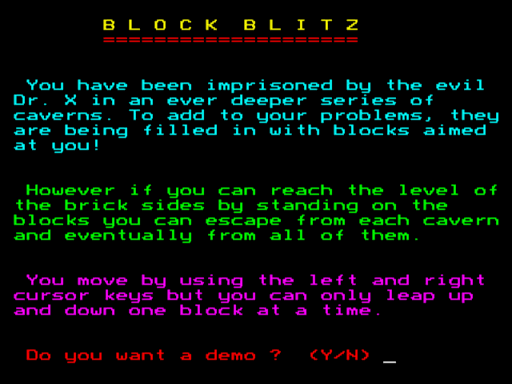 B L O C K   B L I T Z
====================
You have been imprisoned by the evil
Dr. X in an ever deeper series of
caverns. To add to your problems, they
are being filled in with blocks aimed
at you!
However if you can reach the level of
the brick sides by standing on the
blocks you can escape from each cavern
and eventually from all of them.
You move by using the left and right
cursor keys but you can only leap up
and down one block at a time.
Do you want a demo ?  (Y/N) _